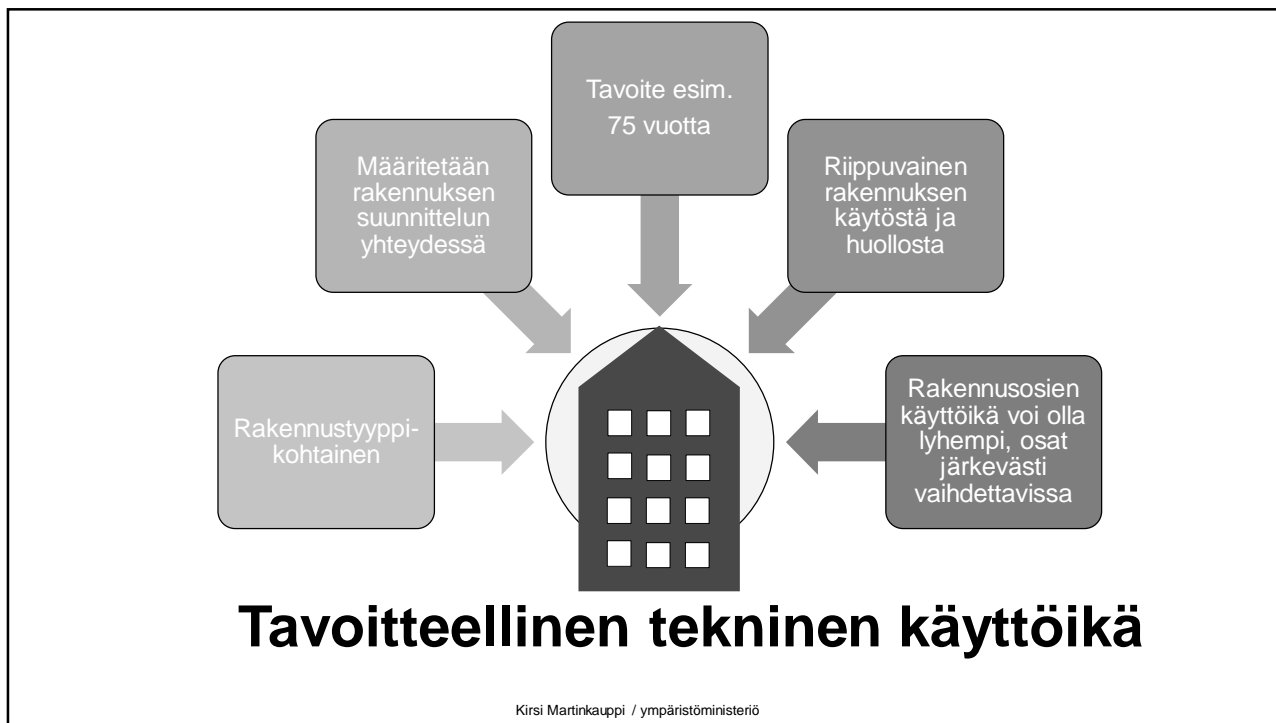 Tavoite esim.
75 vuotta
Määritetään
rakennuksen
suunnittelun
yhteydessä
Riippuvainen
rakennuksen
käytöstä ja
huollosta
Rakennustyyppi-
kohtainen
Rakennusosien
käyttöikä voi olla
lyhempi, osat
järkevästi
vaihdettavissa
Tavoitteellinen tekninen käyttöikä
Kirsi Martinkauppi / ympäristöministeriö